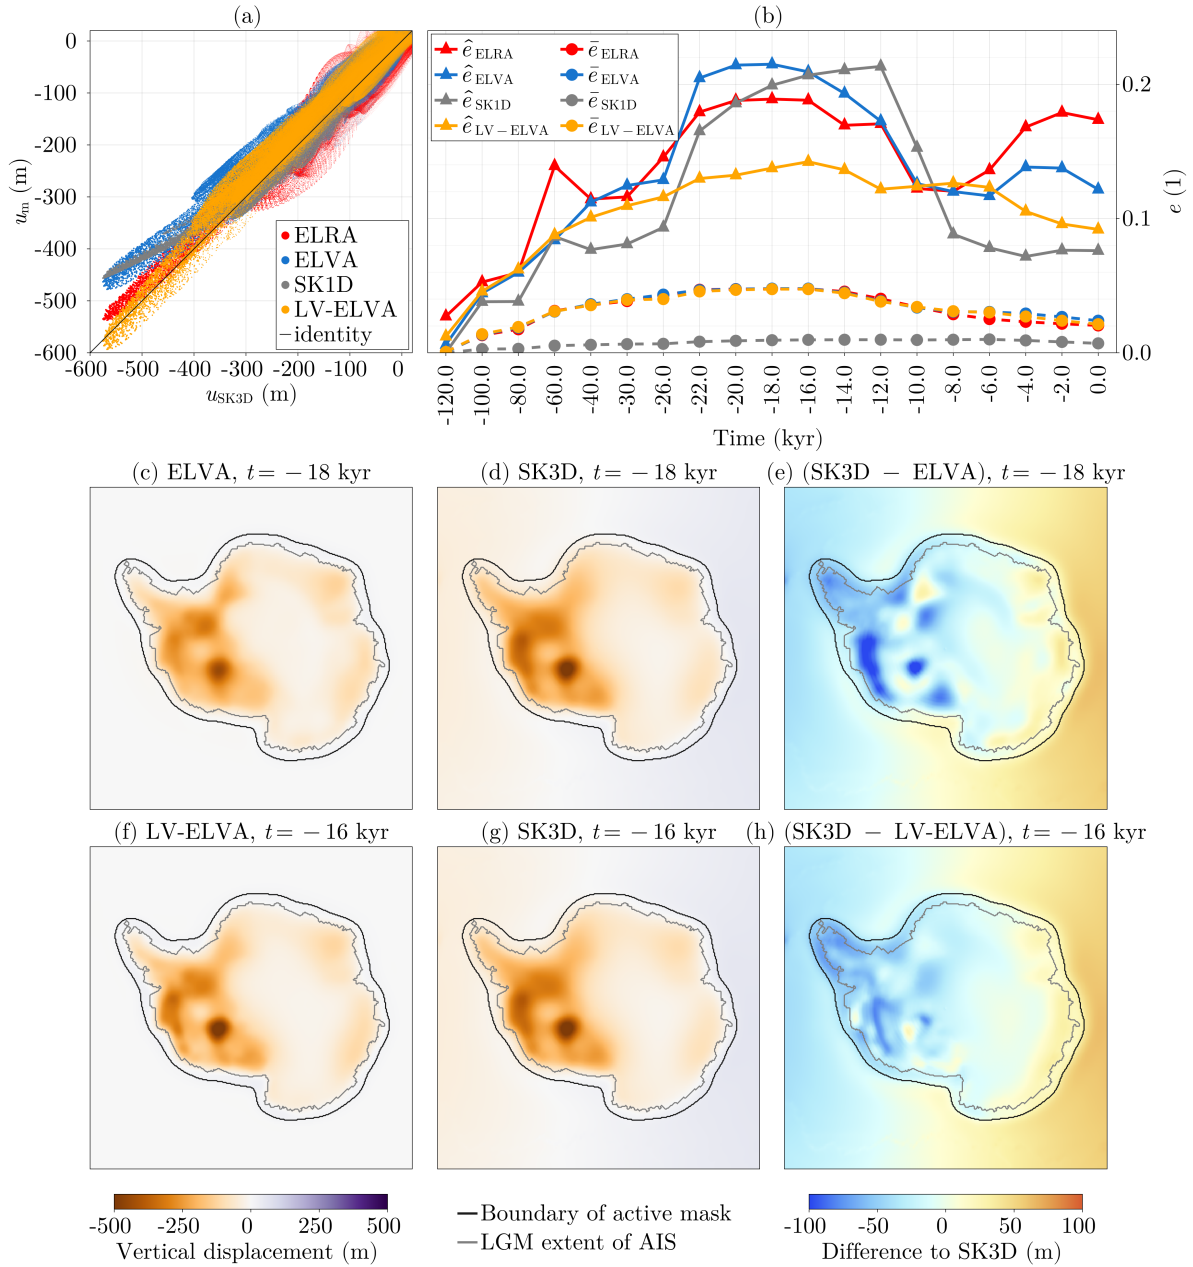 (a)
0
-100
-200
-300
-400
-500
-600
u_m (m)
ELRA
ELVA
SK1D
LV-ELVA
identity
-600 -500 -400 -300 -200 -100 0
u_SK3D (m)
(b)
ê_ELRA ē_ELRA
ê_ELVA ē_ELVA
ê_SK1D ē_SK1D
ê_LV−ELVA ē_LV−ELVA
0.2
0.1
0.0
e (1)
-120.0 -100.0 -80.0 -60.0 -40.0 -35.0 -30.0 -26.0 -22.0 -20.0 -18.0 -16.0 -14.0 -12.0 -10.0 -8.0 -6.0 -4.0 -2.0 0.0
Time (kyr)
(c) ELVA, t = − 18 kyr
(d) SK3D, t = − 18 kyr
(e) (SK3D − ELVA), t = − 18 kyr
(f) LV-ELVA, t = − 16 kyr
(g) SK3D, t = − 16 kyr
(h) (SK3D − LV-ELVA), t = − 16 kyr
-500 -250 0 250 500
Vertical displacement (m)
Boundary of active mask
LGM extent of AIS
-100 -50 0 50 100
Difference to SK3D (m)